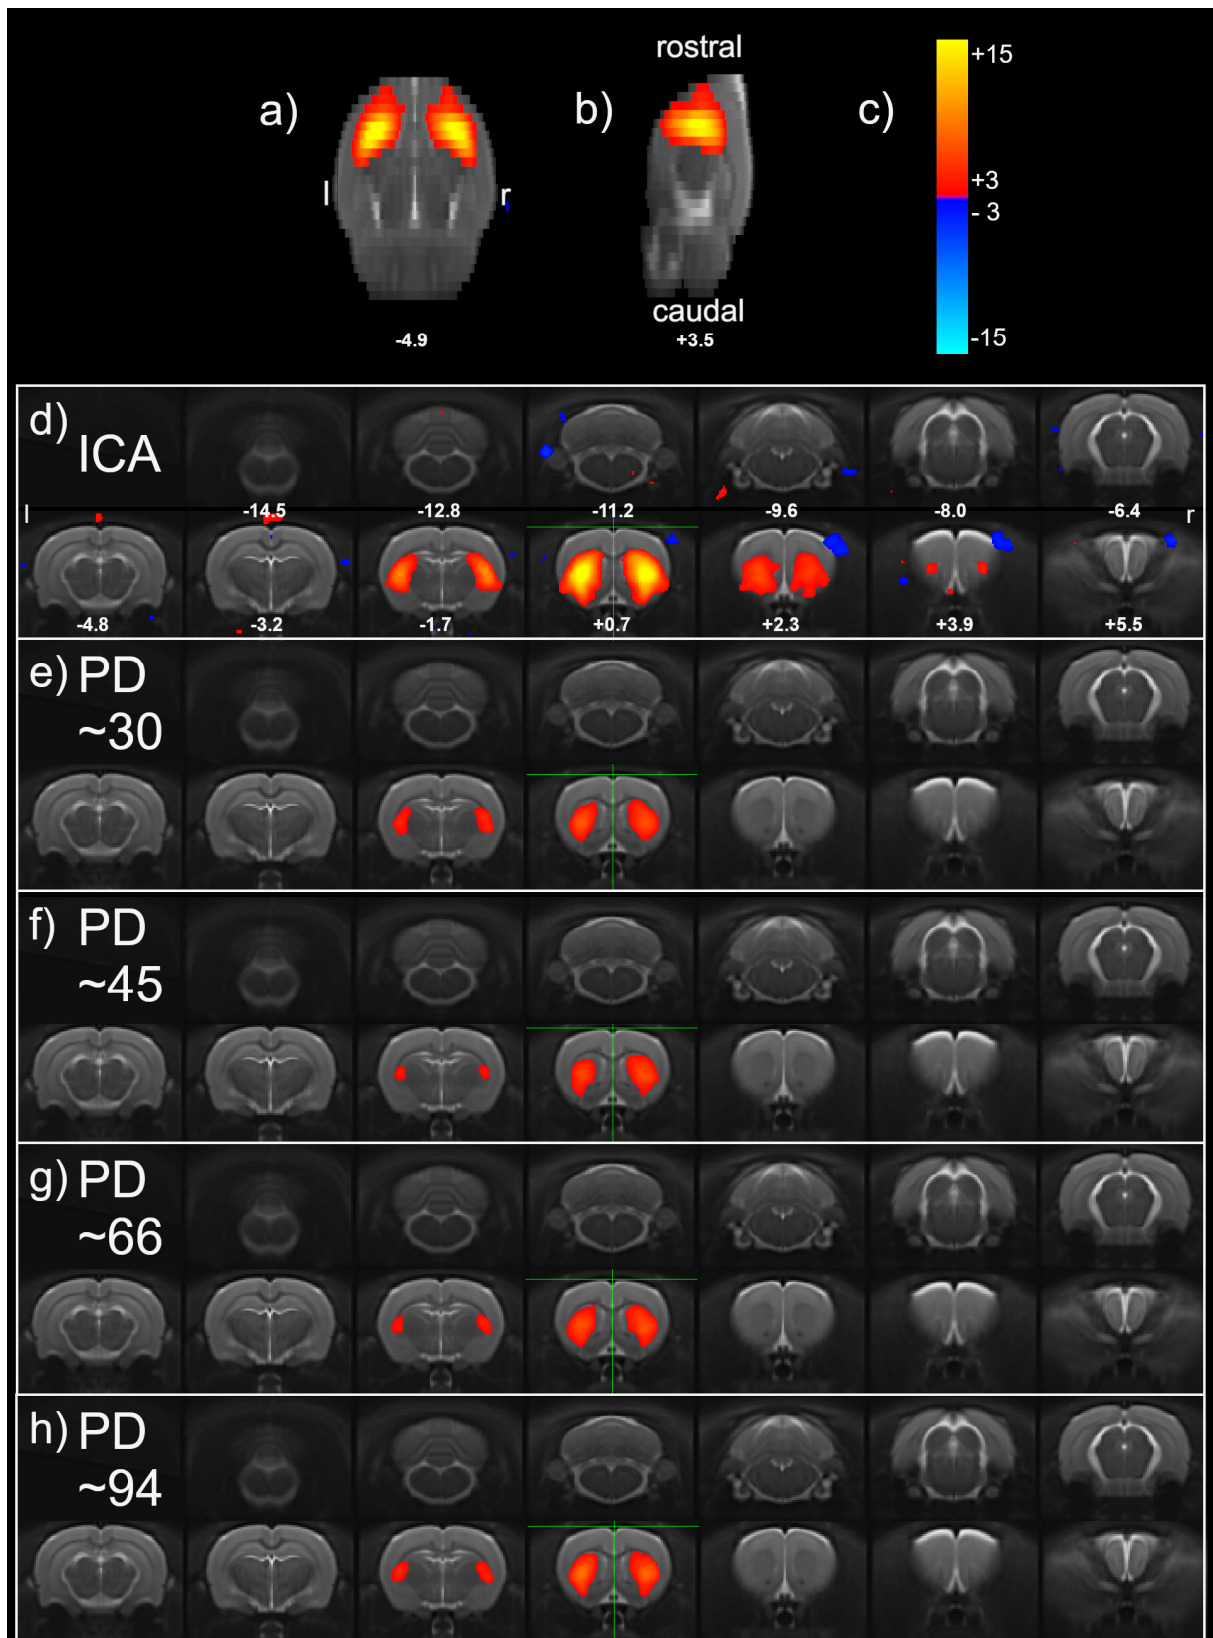 rostral
a)
b)
c)
+15
+3
- 3
-15
l
r
caudal
-4.9
+3.5
d)
ICA
l
-14.5
-12.8
-11.2
-9.6
-8.0
-6.4
r
-4.8
-3.2
-1.7
+0.7
+2.3
+3.9
+5.5
e) PD
~30
f) PD
~45
g) PD
~66
h) PD
~94